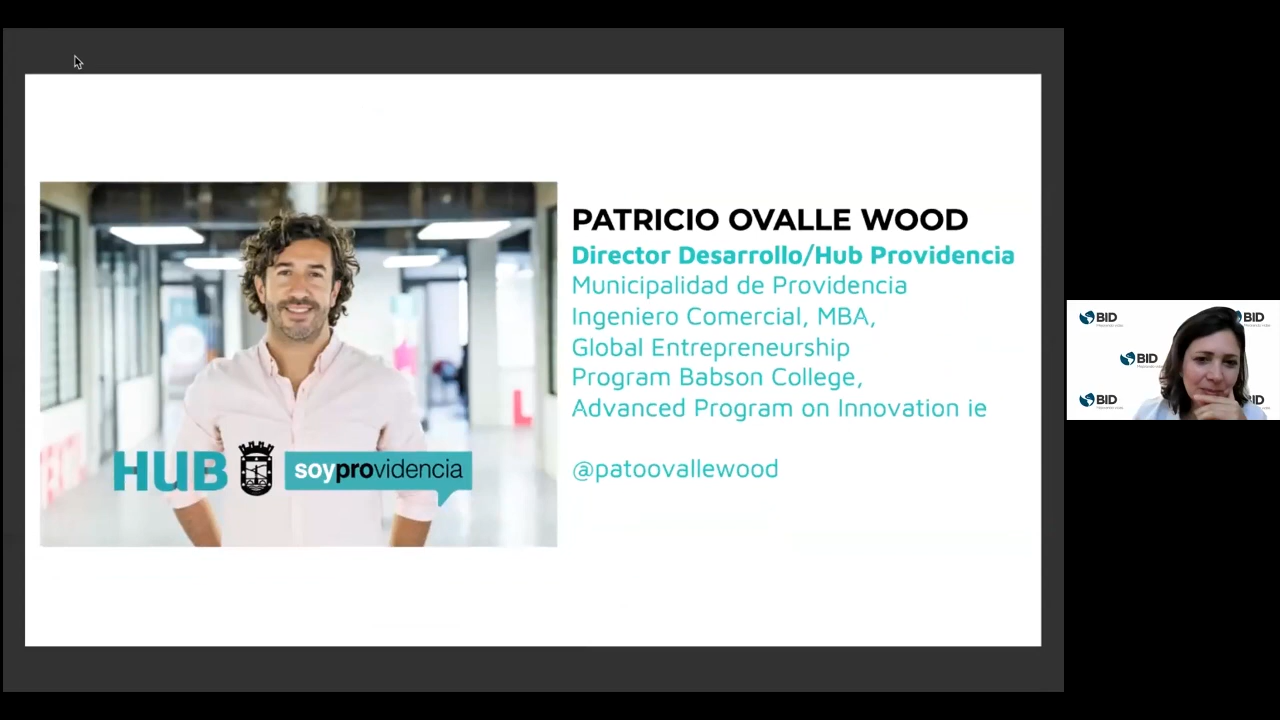 PATRICIO OVALLE WOOD
Director Desarrollo/Hub Providencia
Municipalidad de Providencia
Ingeniero Comercial, MBA,
Global Entrepreneurship
Program Babson College,
Advanced Program on Innovation ie
@patoovallewood
HUB soyprovidencia
BID
BID
BID
BID